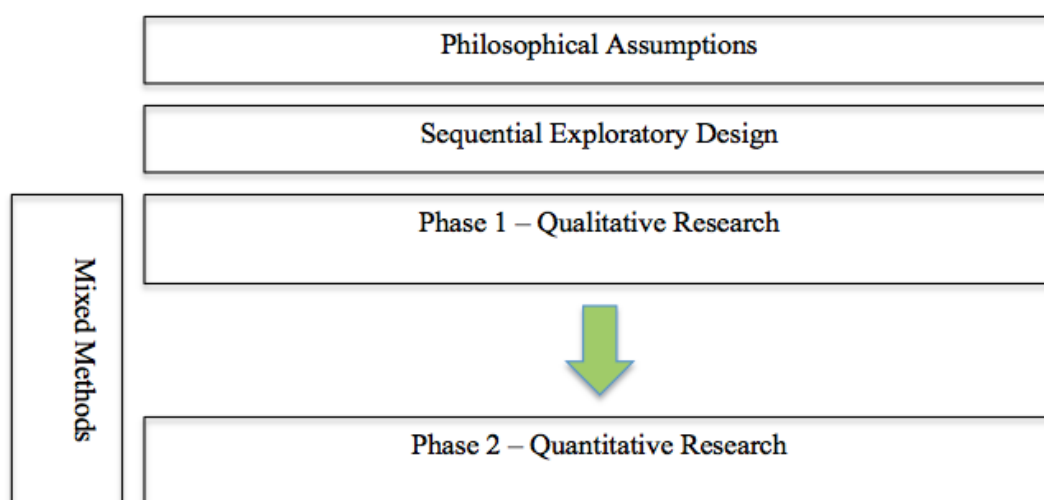 Philosophical Assumptions
Sequential Exploratory Design
Phase 1 – Qualitative Research
Mixed Methods
Phase 2 – Quantitative Research